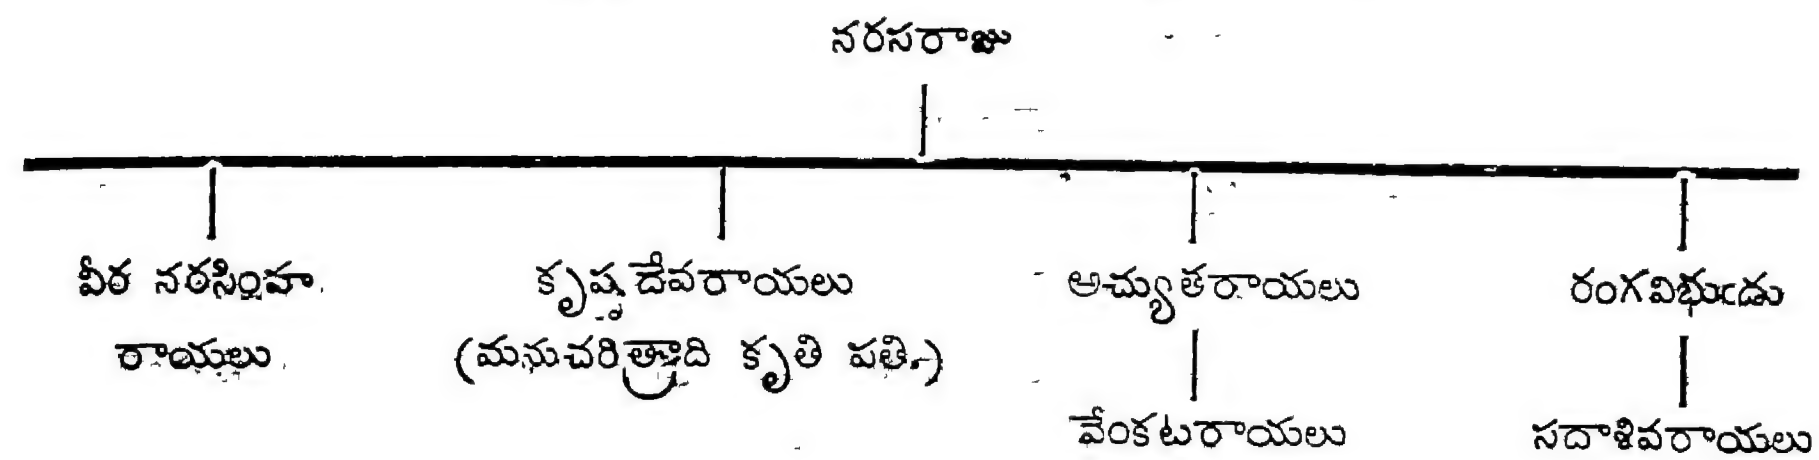 నరసరాజు
వీర నరసింహ కృష్ణదేవరాయలు అచ్యుతరాయలు రంగవిభుఁడు
రాయలు (మనుచరిత్రాది కృతి పతి)
వేంకటరాయలు సదాశివరాయలు